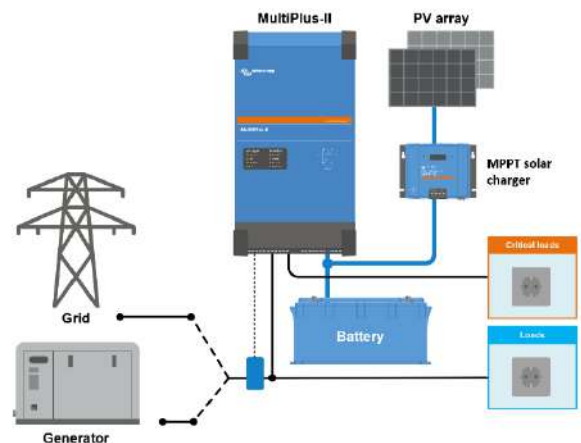 MultiPlus-II
PV array
MPPT solar
charger
Critical loads
Grid
Battery
Loads
Generator